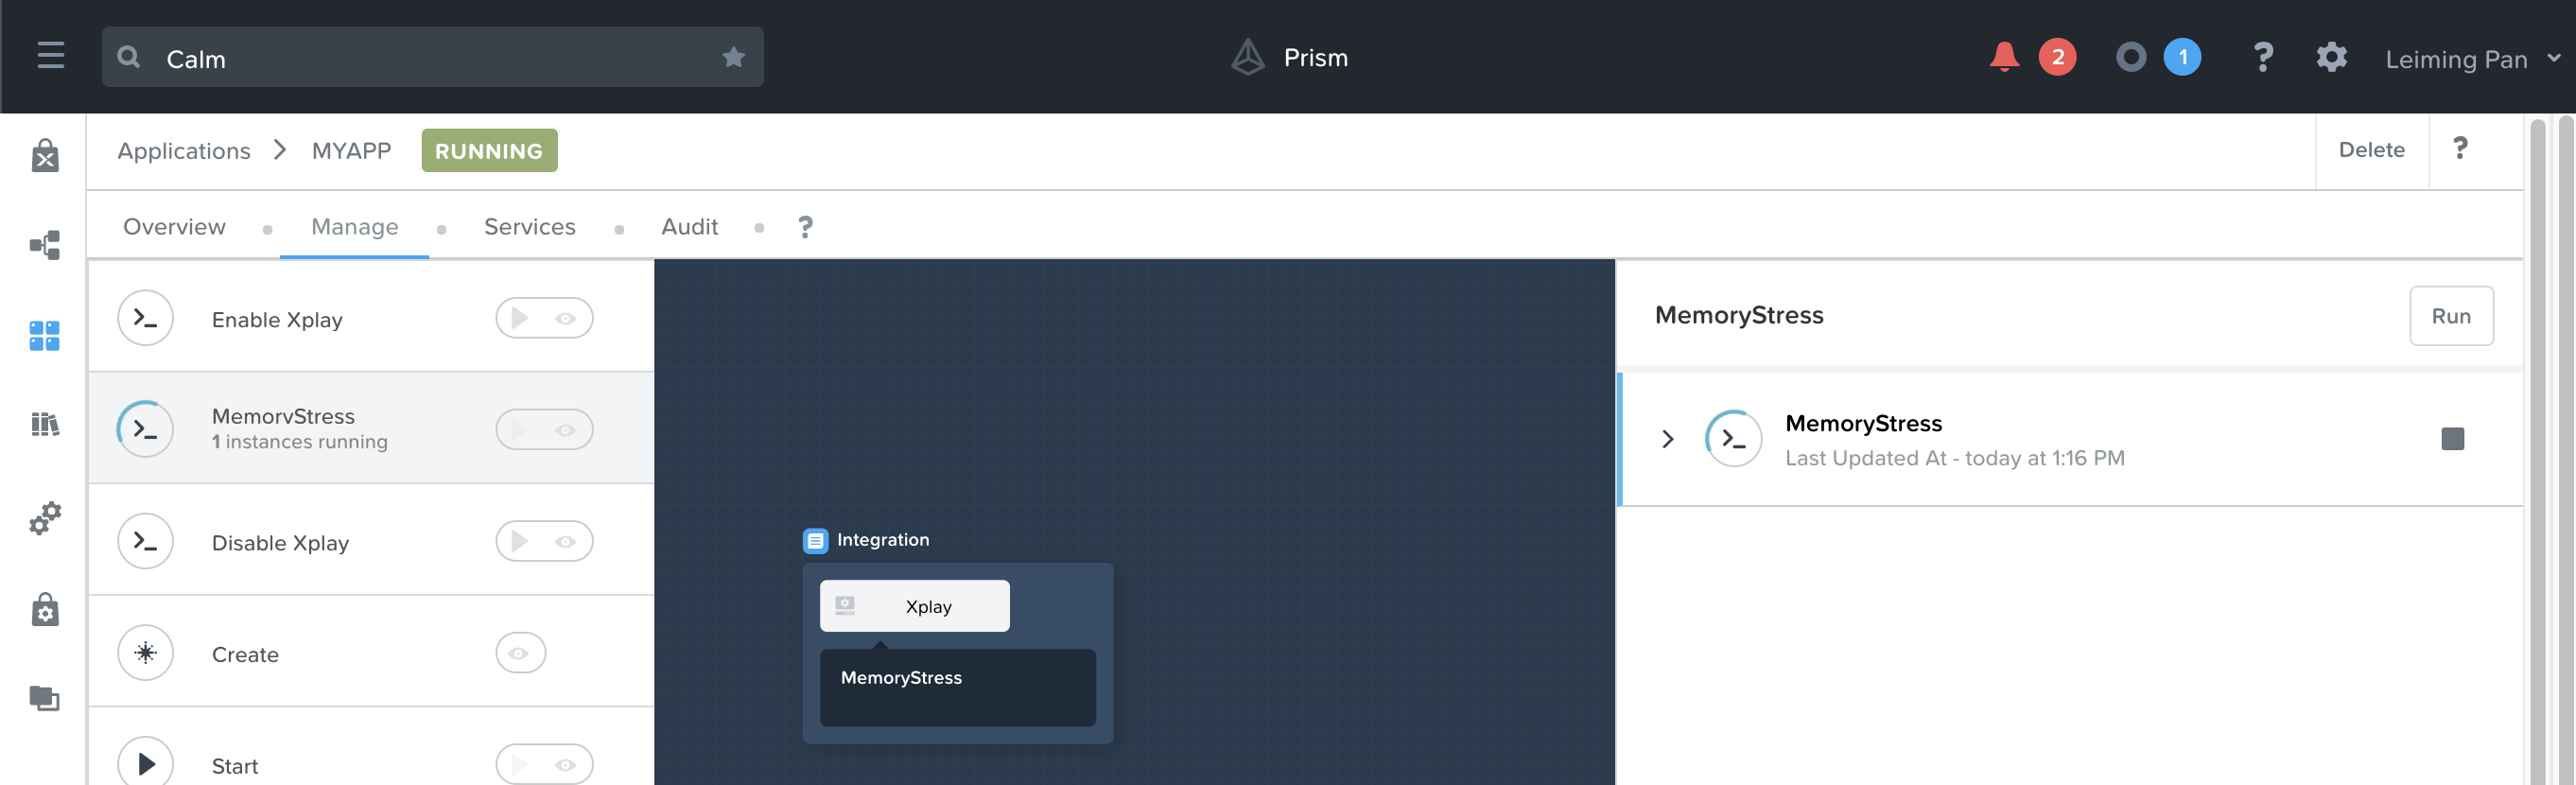 Calm
Prism
2
1
?
Leiming Pan
Applications > MYAPP RUNNING
Delete
?
Overview
Manage
Services
Audit
?
Enable Xplay
MemoryStress
1 instances running
Disable Xplay
Create
Start
Integration
Xplay
MemoryStress
MemoryStress
Run
MemoryStress
Last Updated At - today at 1:16 PM